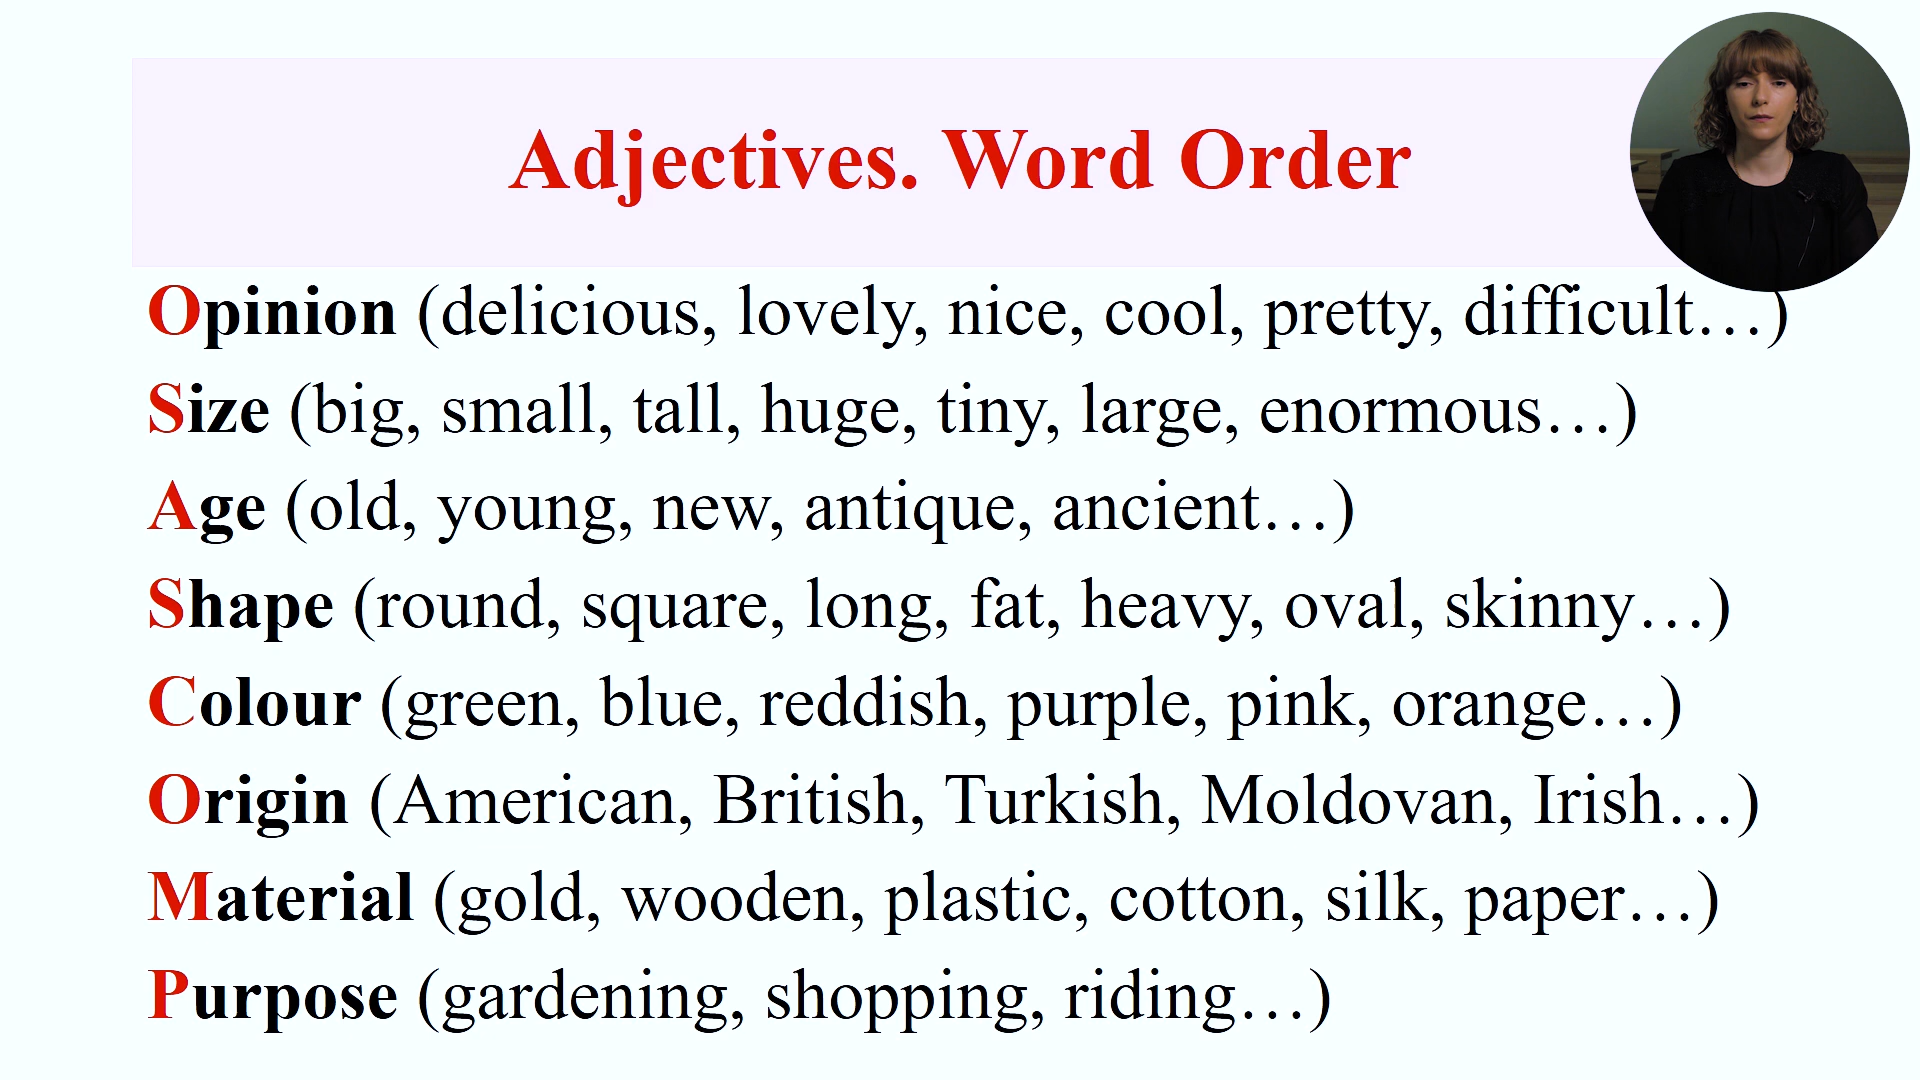 Adjectives. Word Order
Opinion (delicious, lovely, nice, cool, pretty, difficult…)
Size (big, small, tall, huge, tiny, large, enormous…)
Age (old, young, new, antique, ancient…)
Shape (round, square, long, fat, heavy, oval, skinny…)
Colour (green, blue, reddish, purple, pink, orange…)
Origin (American, British, Turkish, Moldovan, Irish…)
Material (gold, wooden, plastic, cotton, silk, paper…)
Purpose (gardening, shopping, riding…)